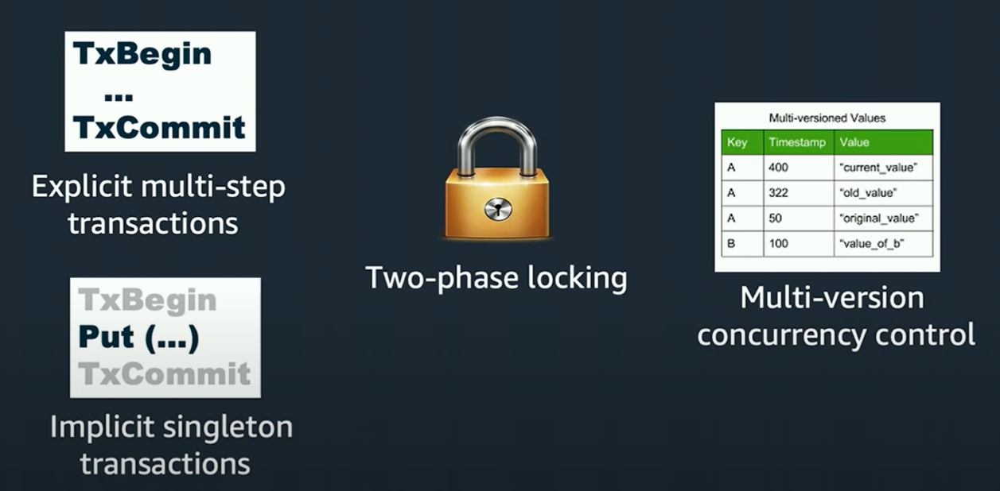 TxBegin
...
TxCommit
Explicit multi-step
transactions
TxBegin
Put (...)
TxCommit
Implicit singleton
transactions
Two-phase locking
Multi-versioned Values
Key Timestamp Value
A 400 "current_value"
A 322 "old_value"
A 50 "original_value"
B 100 "value_of_b"
Multi-version
concurrency control